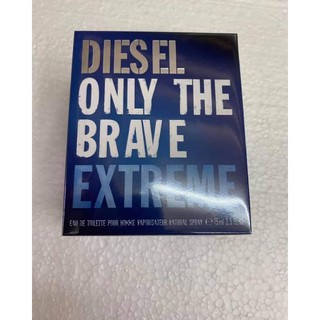 DIESEL
ONLY THE
BRAVE
EXTREME
EAU DE TOILETTE POUR HOMME VAPORISATEUR NATURAL SPRAY